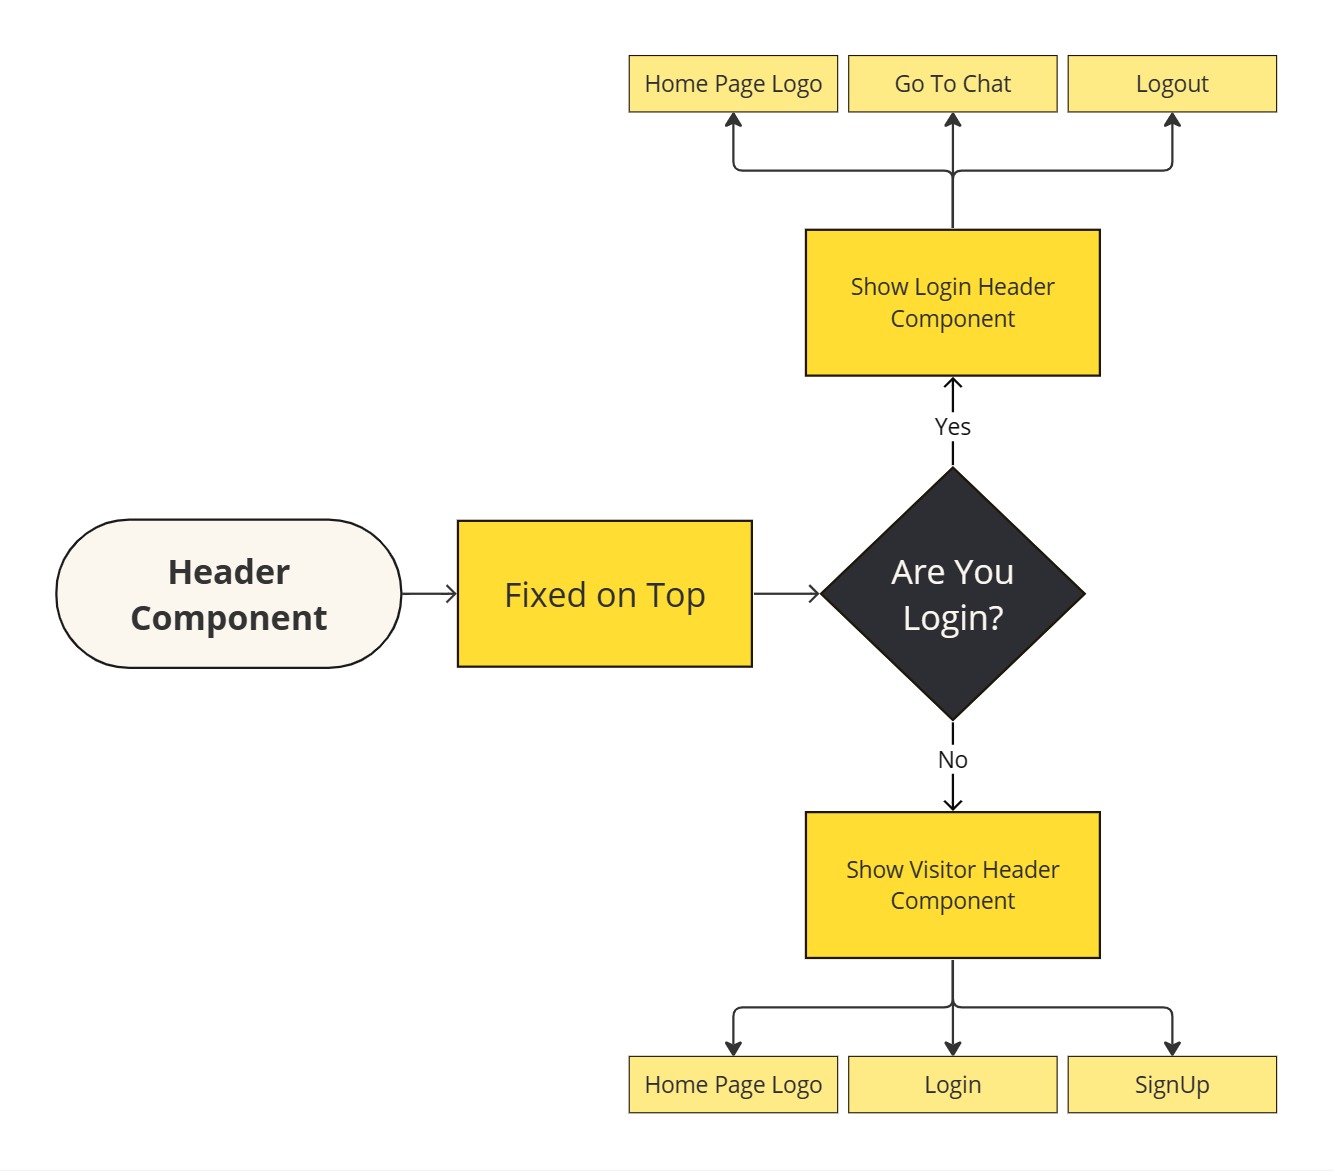 Home Page Logo
Go To Chat
Logout
Show Login Header
Component
Yes
Header
Component
Fixed on Top
Are You
Login?
No
Show Visitor Header
Component
Home Page Logo
Login
SignUp